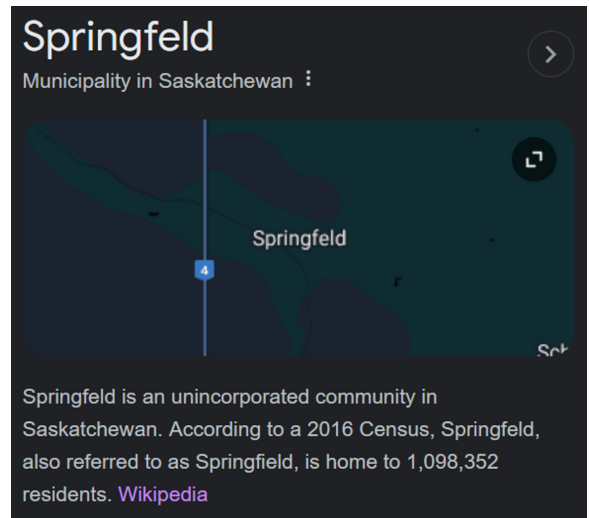 Springfeld
Municipality in Saskatchewan
Springfeld
4
Springfeld is an unincorporated community in
Saskatchewan. According to a 2016 Census, Springfeld,
also referred to as Springfield, is home to 1,098,352
residents. Wikipedia